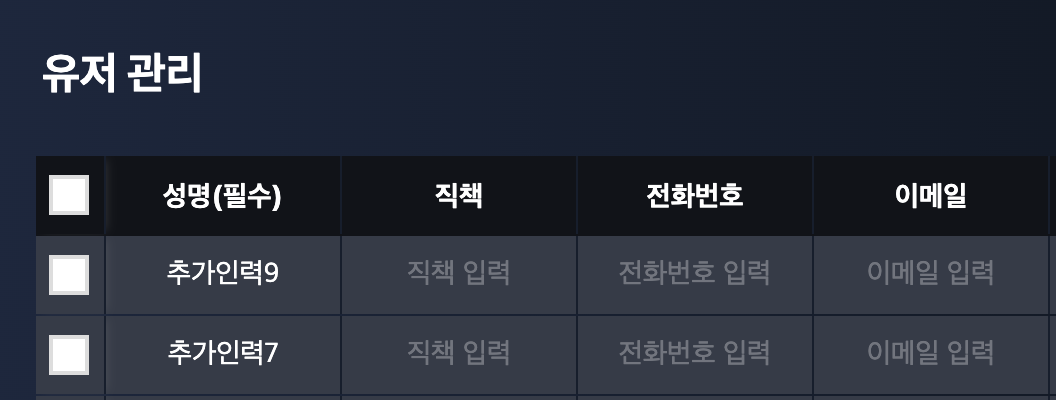 유저 관리
성명(필수) 직책 전화번호 이메일
추가인력9 직책 입력 전화번호 입력 이메일 입력
추가인력7 직책 입력 전화번호 입력 이메일 입력